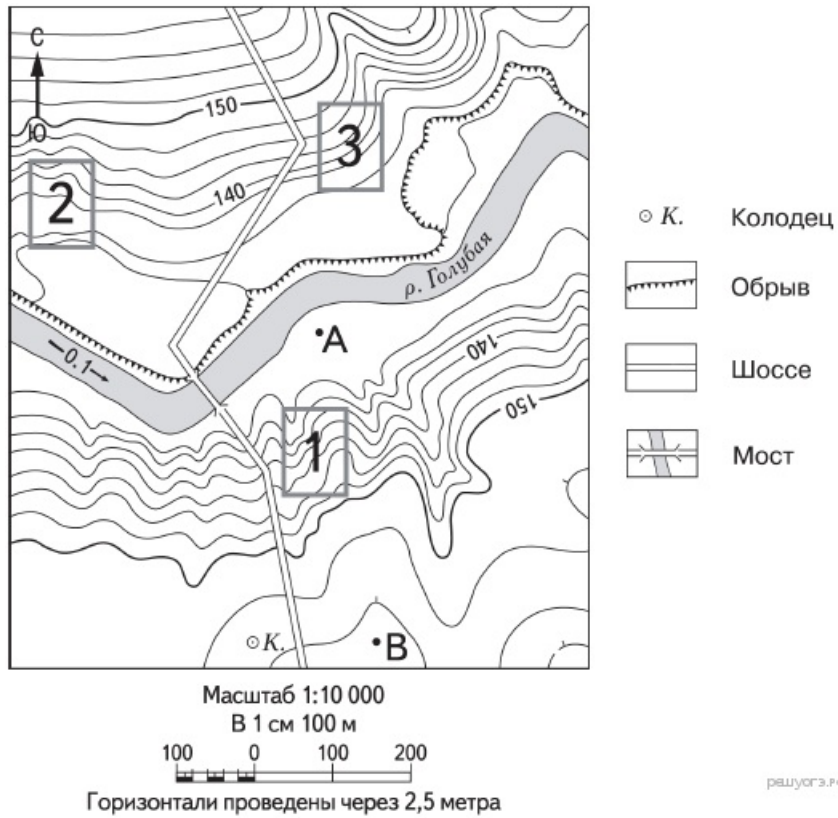 С
Ю
150
3
2
140
К. Колодец
р. Голубая
Обрыв
А
0.1
140
Шоссе
150
1
Мост
К.
В
Масштаб 1:10 000
В 1 см 100 м
100 0 100 200
Горизонтали проведены через 2,5 метра